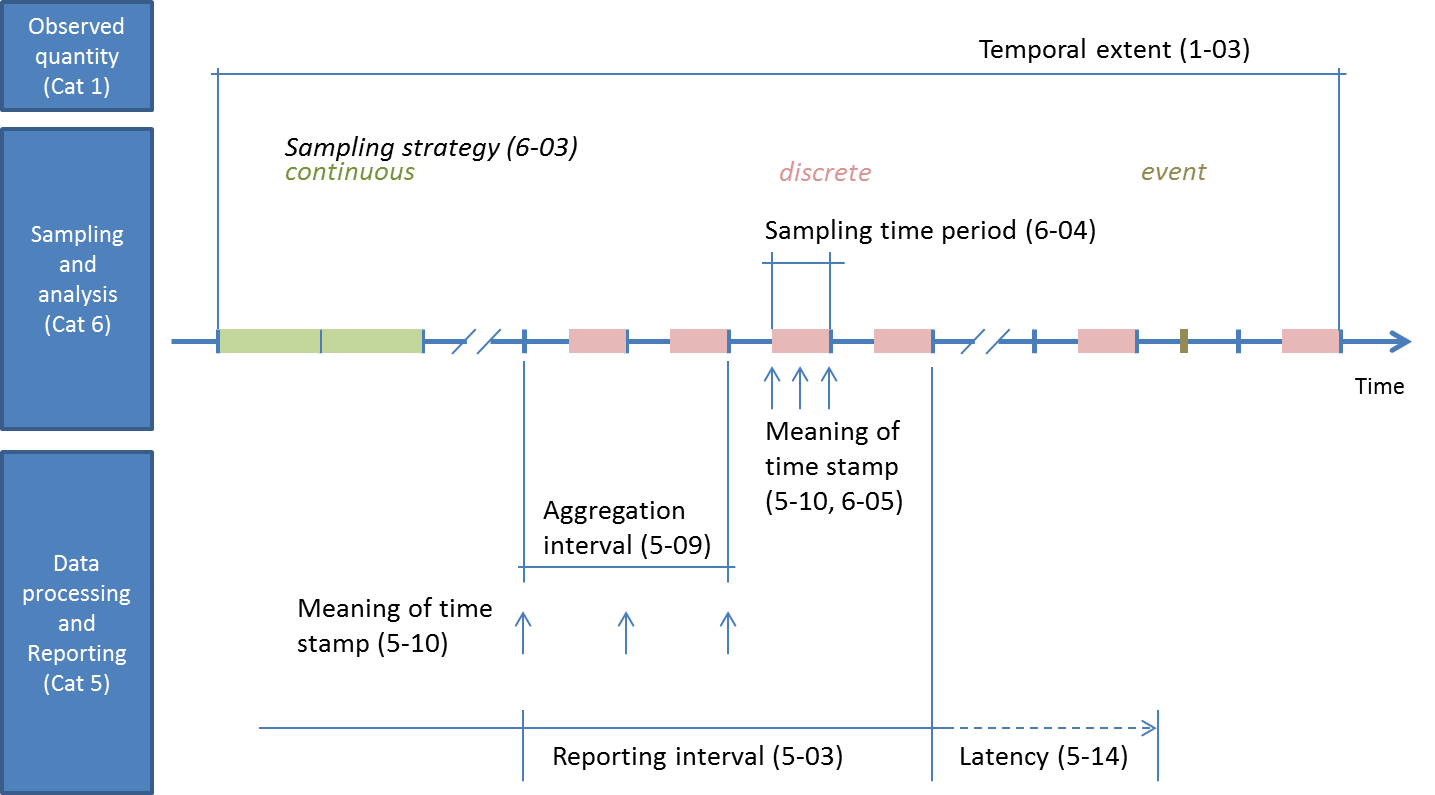 Observed
quantity
(Cat 1)
Temporal extent (1-03)
Sampling
and
analysis
(Cat 6)
Sampling strategy (6-03)
continuous
discrete
event
Sampling time period (6-04)
Time
Meaning of
time stamp
(5-10, 6-05)
Data
processing
and
Reporting
(Cat 5)
Aggregation
interval (5-09)
Meaning of time
stamp (5-10)
Reporting interval (5-03)
Latency (5-14)